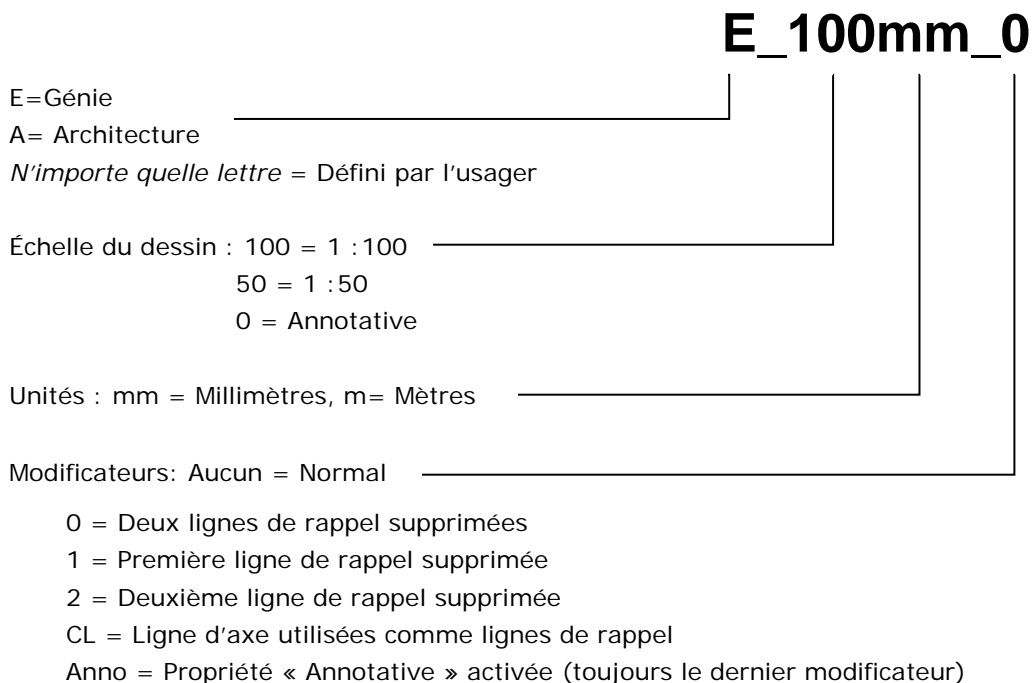 E_100mm_0
E=Génie
A= Architecture
N'importe quelle lettre = Défini par l'usager
Échelle du dessin : 100 = 1 :100
50 = 1 :50
0 = Annotative
Unités : mm = Millimètres, m= Mètres
Modificateurs: Aucun = Normal
0 = Deux lignes de rappel supprimées
1 = Première ligne de rappel supprimée
2 = Deuxième ligne de rappel supprimée
CL = Ligne d'axe utilisées comme lignes de rappel
Anno = Propriété « Annotative » activée (toujours le dernier modificateur)